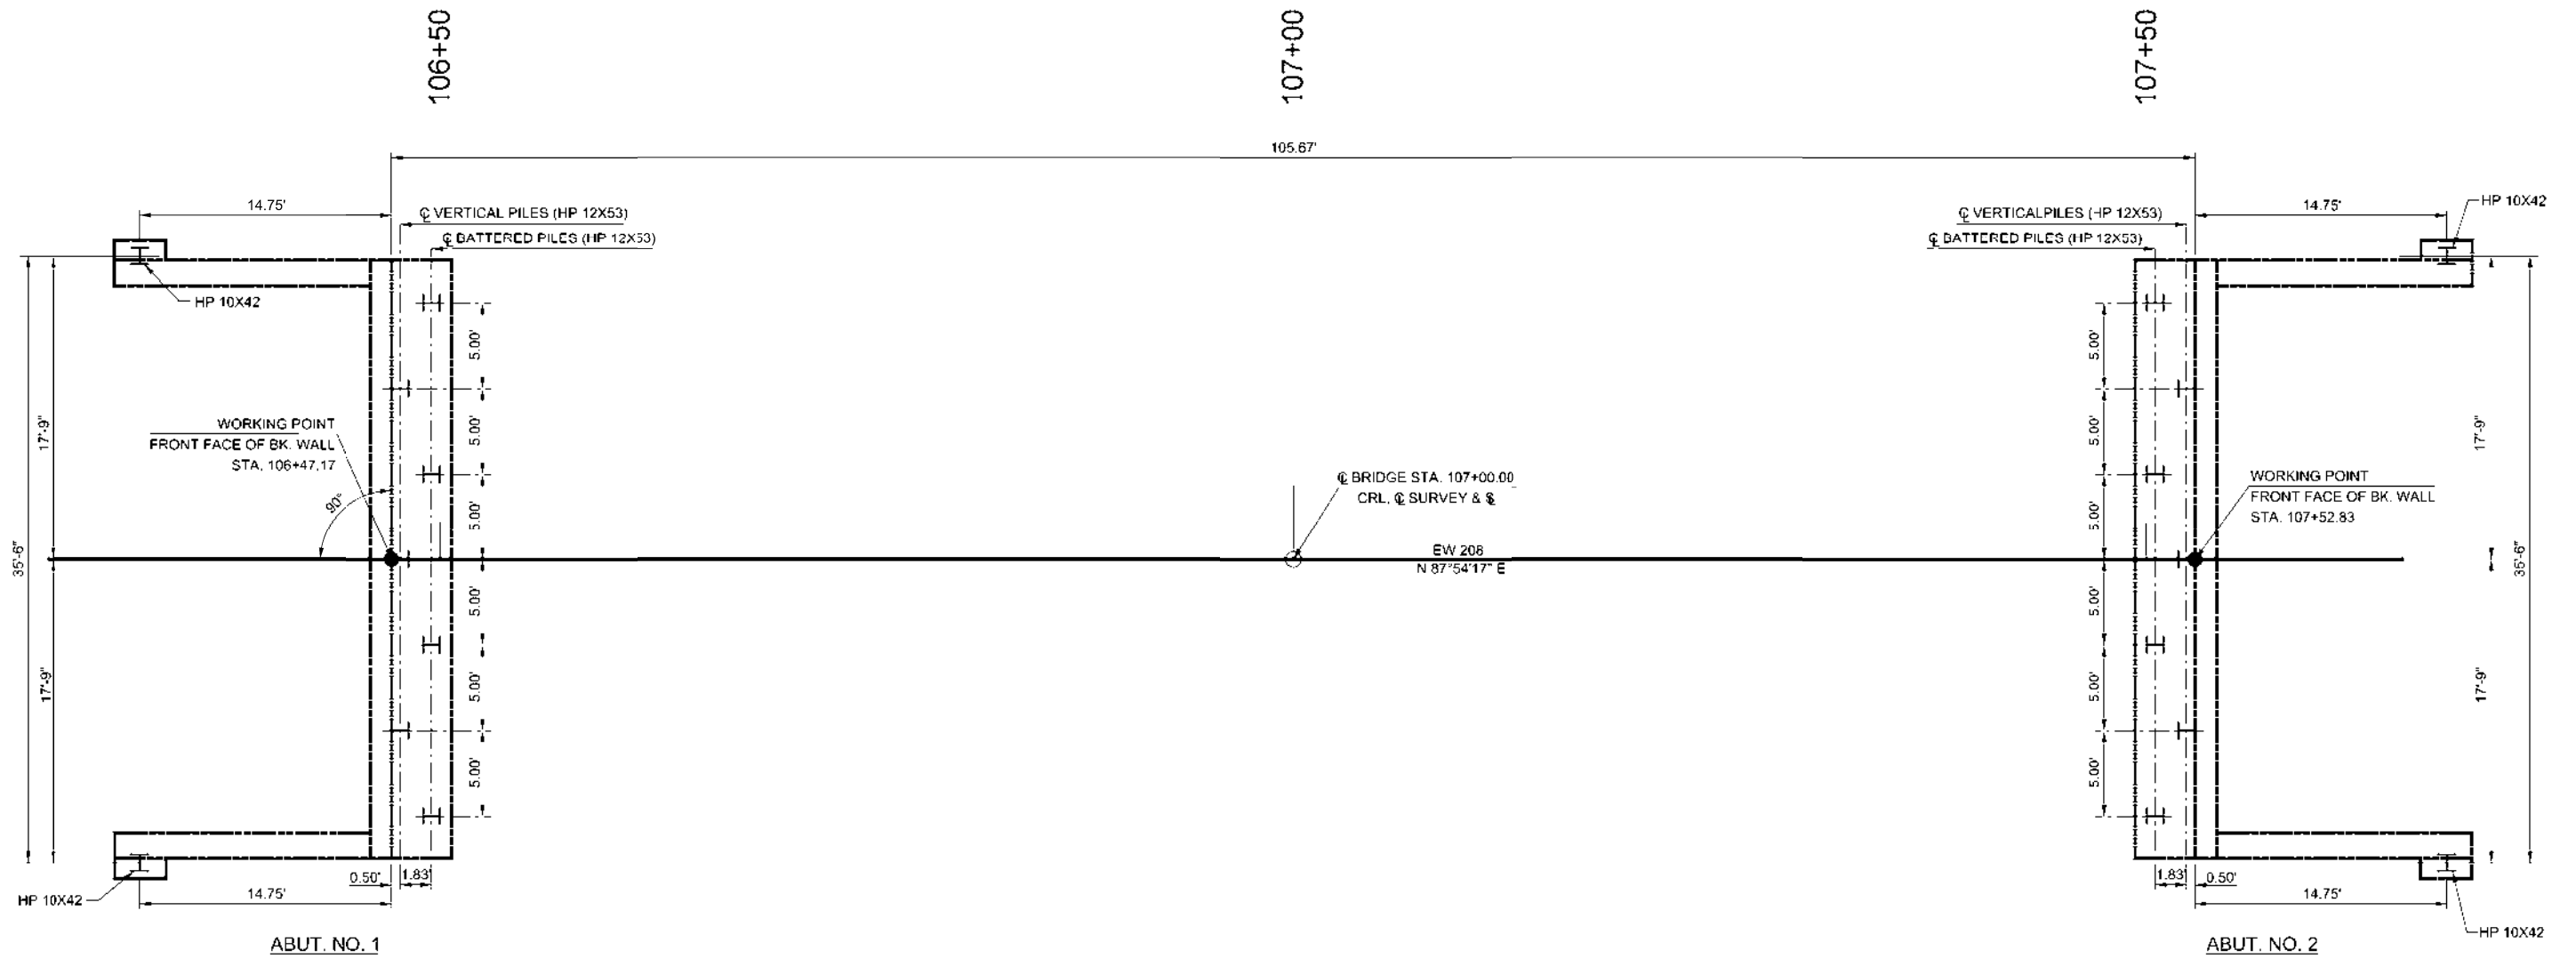 106+50
107+00
107+50
105.67'
14.75'
℄ VERTICAL PILES (HP 12X53)
℄ BATTERED PILES (HP 12X53)
℄ VERTICALPILES (HP 12X53)
℄ BATTERED PILES (HP 12X53)
14.75'
HP 10X42
HP 10X42
5.00'
5.00'
5.00'
5.00'
5.00'
5.00'
5.00'
5.00'
5.00'
5.00'
5.00'
5.00'
17'-9"
17'-9"
35'-6"
17'-9"
17'-9"
35'-6"
WORKING POINT
FRONT FACE OF BK. WALL
STA. 106+47.17
90°
℄ BRIDGE STA. 107+00.00
CRL, ℄ SURVEY &
EW 208
N 87°54'17" E
WORKING POINT
FRONT FACE OF BK. WALL
STA. 107+52.83
HP 10X42
0.50'
1.83'
14.75'
1.83'
0.50'
14.75'
HP 10X42
ABUT. NO. 1
ABUT. NO. 2